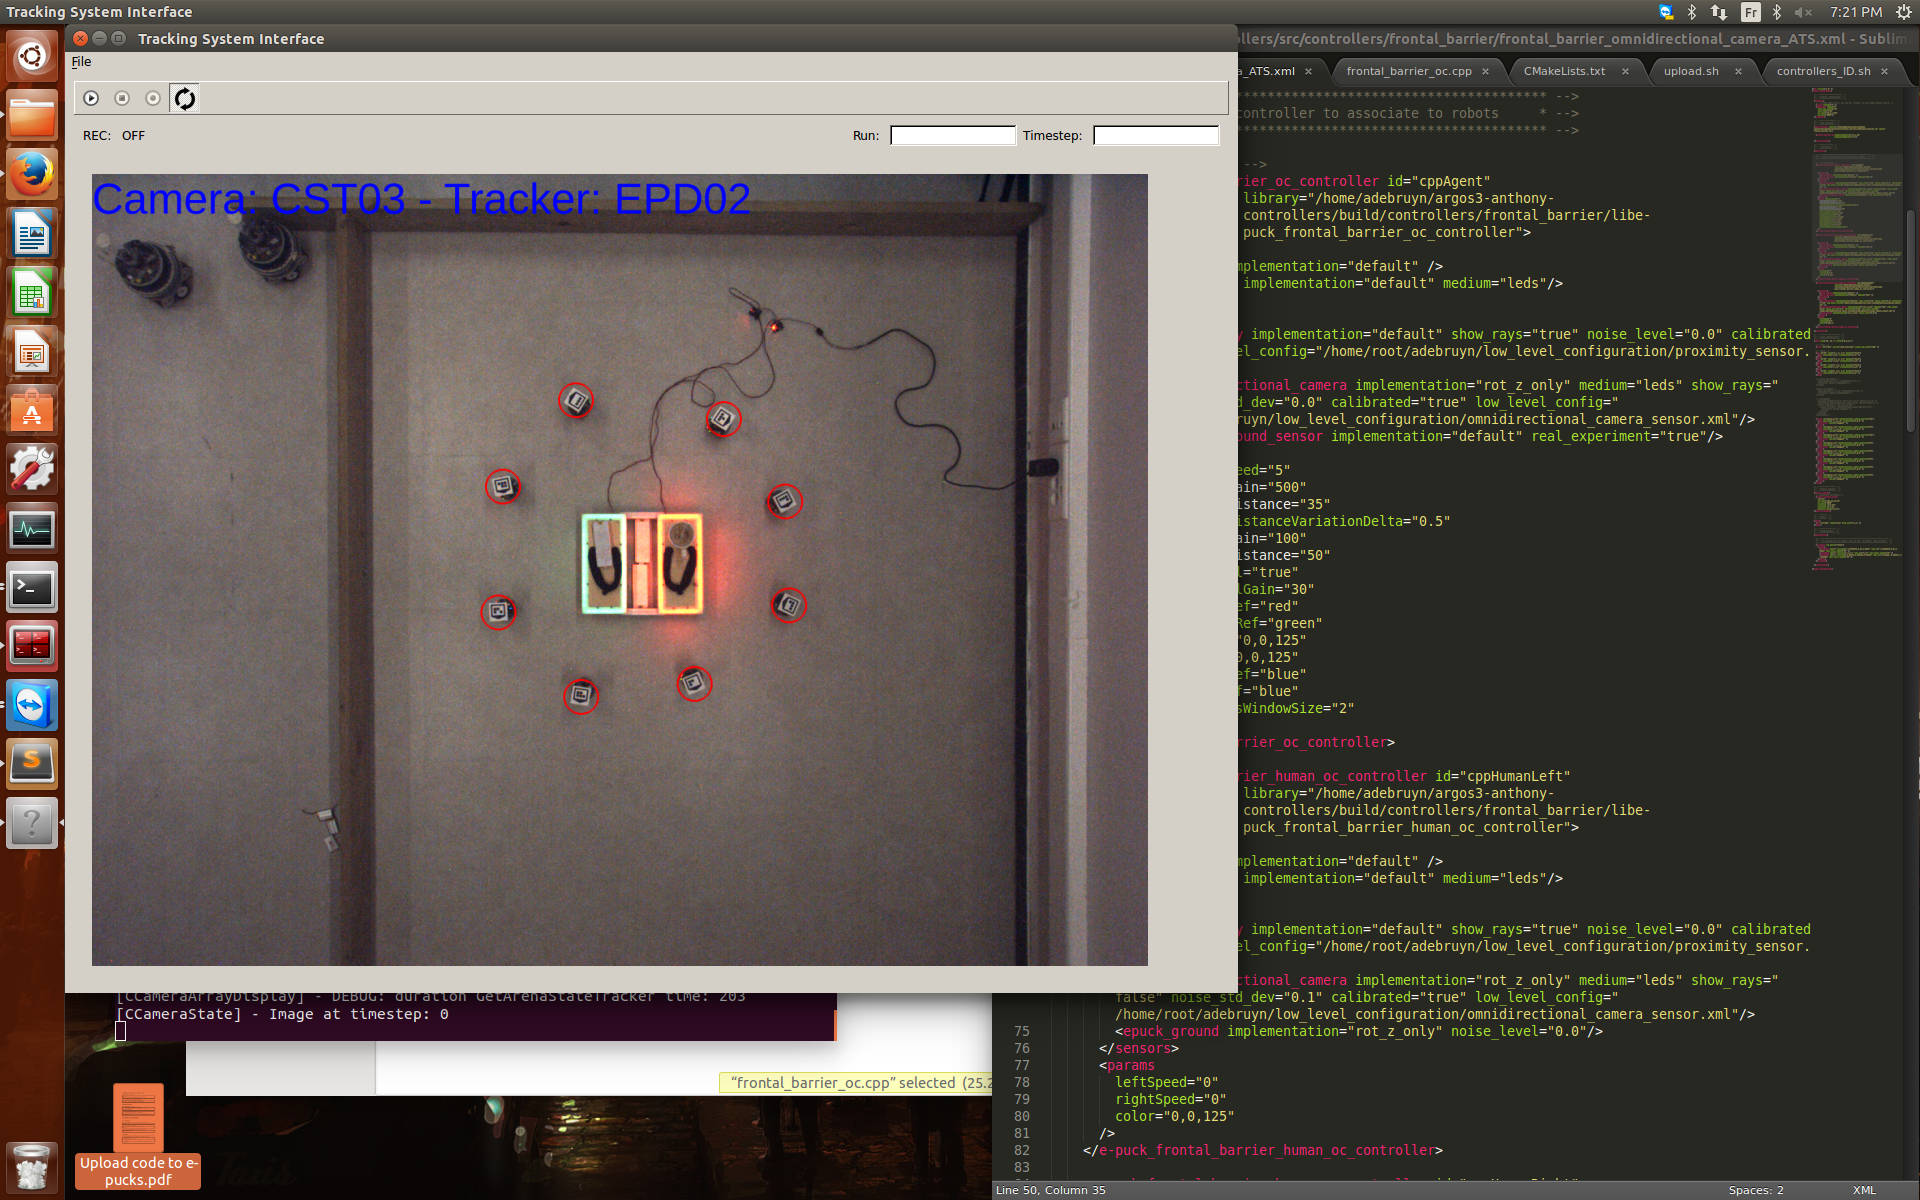 Tracking System Interface
Fr
7:21 PM
Tracking System Interface
File
REC: OFF
Run:
Timestep:
Camera: CST03 - Tracker: EPD02
llers/src/controllers/frontal_barrier/frontal_barrier_omnidirectional_camera_ATS.xml - Sublim
a_ATS.xml ×
frontal_barrier_oc.cpp ×
CMakeLists.txt ×
upload.sh ×
controllers_ID.sh ×
************************************** -->
controller to associate to robots     * -->
************************************** -->
-->
rier_oc_controller id="cppAgent"
library="/home/adebruyn/argos3-anthony-
controllers/build/controllers/frontal_barrier/libe-
puck_frontal_barrier_oc_controller">
mplementation="default" />
implementation="default" medium="leds"/>
y implementation="default" show_rays="true" noise_level="0.0" calibrated
el_config="/home/root/adebruyn/low_level_configuration/proximity_sensor.
ctional_camera implementation="rot_z_only" medium="leds" show_rays="
d_dev="0.0" calibrated="true" low_level_config="
ruyn/low_level_configuration/omnidirectional_camera_sensor.xml"/>
ound_sensor implementation="default" real_experiment="true"/>
eed="5"
ain="500"
istance="35"
istanceVariationDelta="0.5"
ain="100"
istance="50"
l="true"
lGain="30"
ef="red"
Ref="green"
"0,0,125"
0,0,125"
ef="blue"
f="blue"
sWindowSize="2"
rrier_oc_controller>
rier_human_oc_controller id="cppHumanLeft"
library="/home/adebruyn/argos3-anthony-
controllers/build/controllers/frontal_barrier/libe-
puck_frontal_barrier_human_oc_controller">
mplementation="default" />
implementation="default" medium="leds"/>
y implementation="default" show_rays="true" noise_level="0.0" calibrated
el_config="/home/root/adebruyn/low_level_configuration/proximity_sensor.
ctional_camera implementation="rot_z_only" medium="leds" show_rays="
false" noise_std_dev="0.1" calibrated="true" low_level_config="
/home/root/adebruyn/low_level_configuration/omnidirectional_camera_sensor.xml"/>
75 <epuck_ground implementation="rot_z_only" noise_level="0.0"/>
76 </sensors>
77 <params
78 leftSpeed="0"
79 rightSpeed="0"
80 color="0,0,125"
81 />
82 </e-puck_frontal_barrier_human_oc_controller>
83
[CCameraArrayDisplay] - DEBUG: duration GetArenaStateTracker time: 203
[CCameraState] - Image at timestep: 0
“frontal_barrier_oc.cpp” selected (25.2
Upload code to e-
pucks.pdf
Line 50, Column 35
Spaces: 2
XML